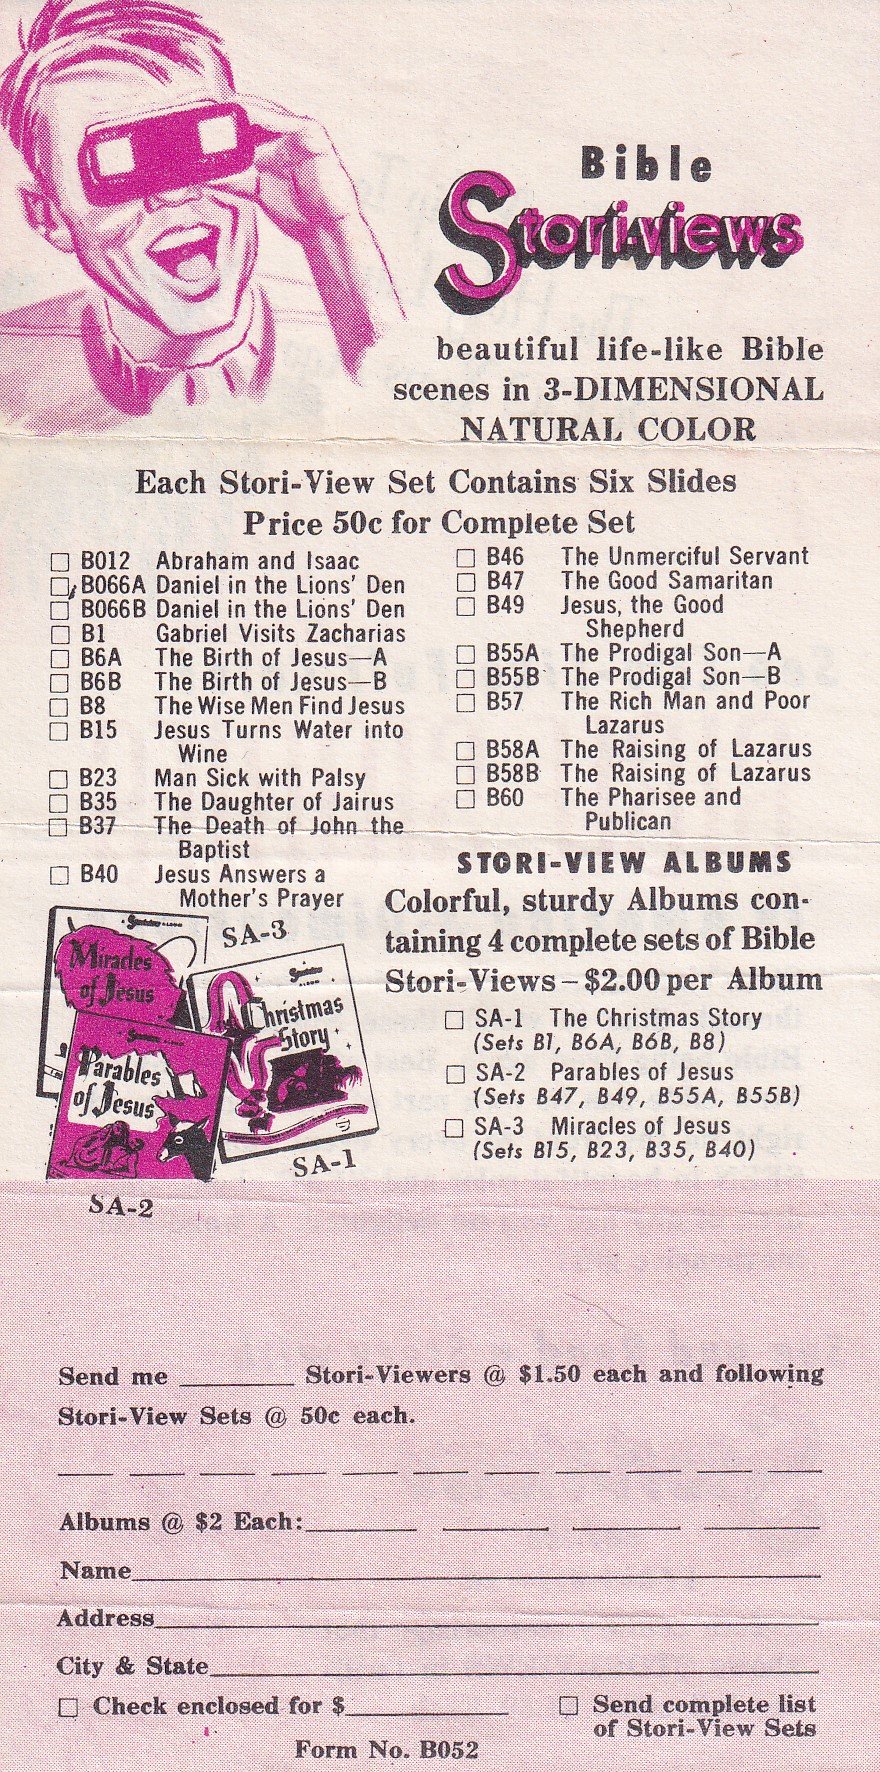 Bible
Stori-views
beautiful life-like Bible
scenes in 3-DIMENSIONAL
NATURAL COLOR
Each Stori-View Set Contains Six Slides
Price 50c for Complete Set
☐ B012 Abraham and Isaac
☐ B066A Daniel in the Lions' Den
☐ B066B Daniel in the Lions' Den
☐ B1 Gabriel Visits Zacharias
☐ B6A The Birth of Jesus—A
☐ B6B The Birth of Jesus—B
☐ B8 The Wise Men Find Jesus
☐ B15 Jesus Turns Water into
Wine
☐ B23 Man Sick with Palsy
☐ B35 The Daughter of Jairus
☐ B37 The Death of John the
Baptist
☐ B40 Jesus Answers a
Mother's Prayer
☐ B46 The Unmerciful Servant
☐ B47 The Good Samaritan
☐ B49 Jesus, the Good
Shepherd
☐ B55A The Prodigal Son—A
☐ B55B The Prodigal Son—B
☐ B57 The Rich Man and Poor
Lazarus
☐ B58A The Raising of Lazarus
☐ B58B The Raising of Lazarus
☐ B60 The Pharisee and
Publican
STORI-VIEW ALBUMS
Colorful, sturdy Albums con-
taining 4 complete sets of Bible
Stori-Views – $2.00 per Album
☐ SA-1 The Christmas Story
(Sets B1, B6A, B6B, B8)
☐ SA-2 Parables of Jesus
(Sets B47, B49, B55A, B55B)
☐ SA-3 Miracles of Jesus
(Sets B15, B23, B35, B40)
Miracles
of Jesus
SA-3
Christmas
Story
SA-1
Parables
of Jesus
SA-2
Send me ________ Stori-Viewers @ $1.50 each and following
Stori-View Sets @ 50c each.
Albums @ $2 Each:
Name
Address
City & State
☐ Check enclosed for $
☐ Send complete list
of Stori-View Sets
Form No. B052